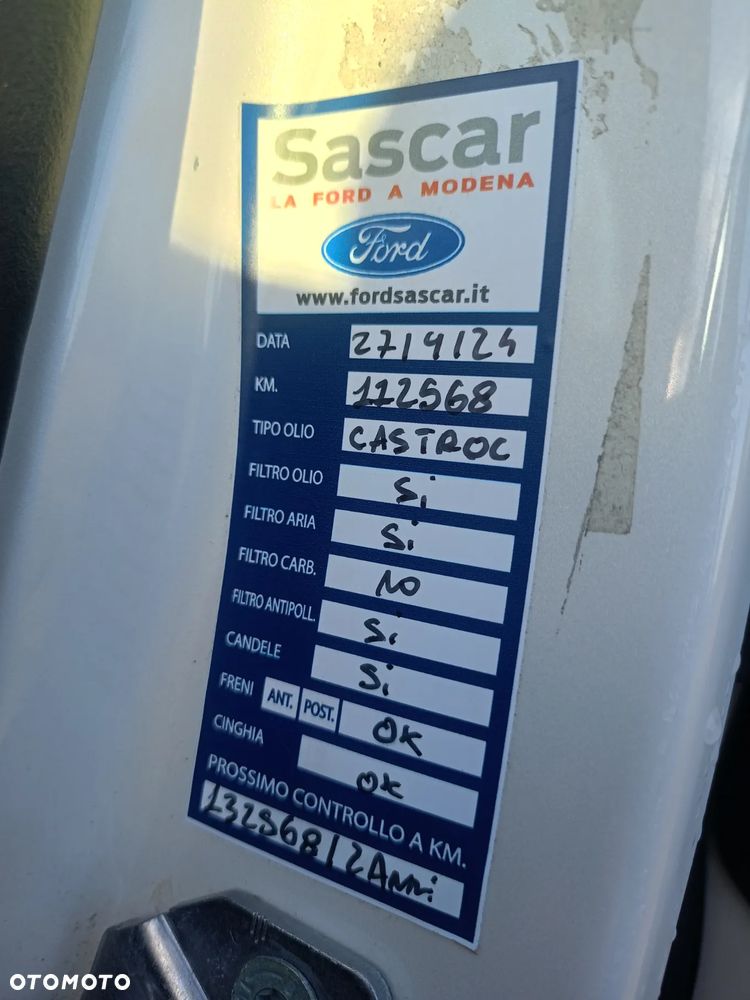 Sascar
LA FORD A MODENA
Ford
www.fordsascar.it
DATA 27/9/24
KM. 112568
TIPO OLIO CASTROL
FILTRO OLIO Si
FILTRO ARIA Si
FILTRO CARB. NO
FILTRO ANTIPOLL. Si
CANDELE Si
FRENI ANT. POST. OK
CINGHIA OK
PROSSIMO CONTROLLO A KM.
132568/2Anni
OTOMOTO